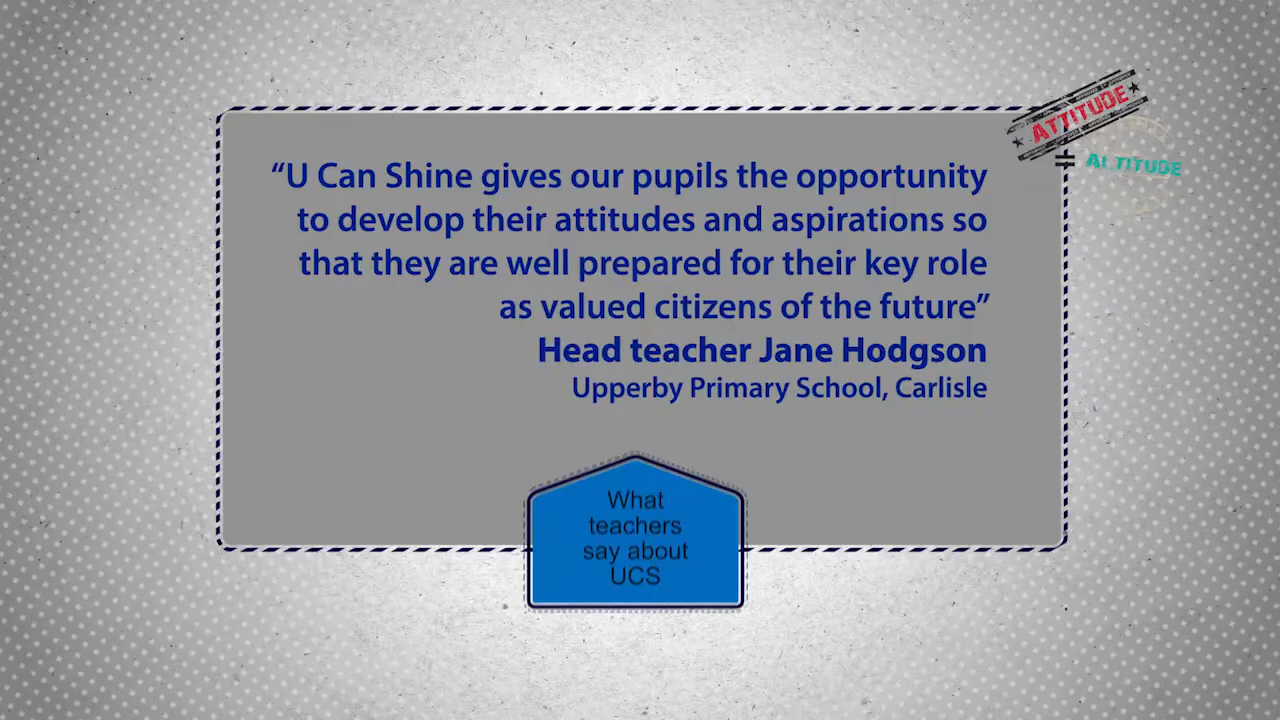 “U Can Shine gives our pupils the opportunity
to develop their attitudes and aspirations so
that they are well prepared for their key role
as valued citizens of the future”
Head teacher Jane Hodgson
Upperby Primary School, Carlisle
ATTITUDE
= ALTITUDE
What
teachers
say about
UCS